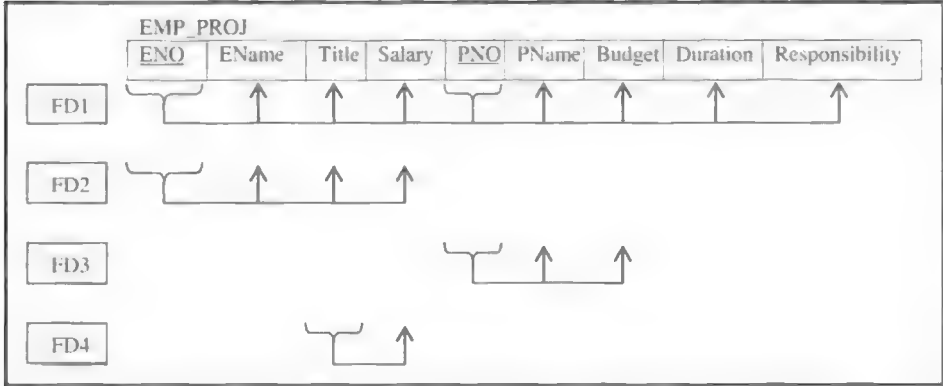 EMP_PROJ
ENO EName Title Salary PNO PName Budget Duration Responsibility
FD1
FD2
FD3
FD4